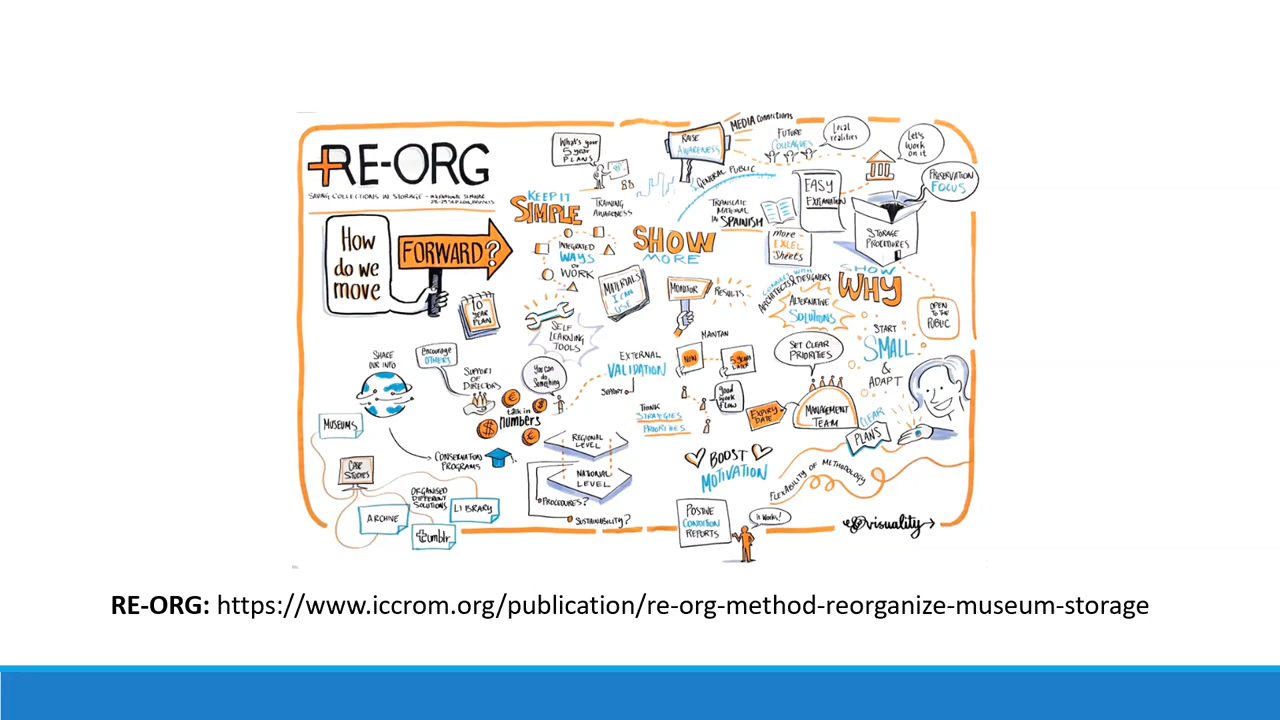 +RE-ORG
SAVING COLLECTIONS IN STORAGE -
How
do we
move
FORWARD?
What's your
5 year
PLANS
KEEP IT
SIMPLE
TRAINING
AWARENESS
INTEGRATED
WAYS
OF
WORK
10
YEAR
PLAN
SELF
LEARNING
TOOLS
MATERIALS
I CAN
USE
RAISE
AWARENESS
MEDIA CONNECTIONS
GENERAL PUBLIC
FUTURE
COLLEAGUES
Local
realities
Let's
Work
on it
PRESERVATION
FOCUS
SHOW
MORE
TRANSLATE
MATERIAL
IN SPAINISH
EASY
EXPLANATION
more
EXLEL
Sheets
STORAGE
PROCEDURES
MONITOR
RESULTS
CONNECT WITH
ARCHITECTS & DESIGNERS
ALTERNATIVE
SOLUTIONS
SHOW
WHY
OPEN
TO THE
PUBLIC
START
SMALL
&
ADAPT
SHARE
OUR INFO
Encourage
OTHERS
SUPPORT
OF
DIRECTORS
You can
do
Something
EXTERNAL
VALIDATION
SUPPORT
MANTAN
NOW
5 YEARS
LATER
SET CLEAR
PRIORITIES
MUSEUMS
talk in
numbers
THINK
STRATEGIES
PRIORITIES
Good
work
Flow
EXPIRY
DATE
MANAGEMENT
TEAM
CLEAR
PLANS
CASE
STUDIES
CONSERVATION
PROGRAMS
REGIONAL
LEVEL
NATIONAL
LEVEL
PROCEDURES?
SUSTAINABILITY?
BOOST
MOTIVATION
FLEXABILITY OF METHODOLOGY
ORGANISED
DIFFERENT
SOLUTIONS
ARCHIVE
LIBRARY
tumblr
POSTIVE
CONDITION
REPORTS
It Works!
visuality
RE-ORG: https://www.iccrom.org/publication/re-org-method-reorganize-museum-storage